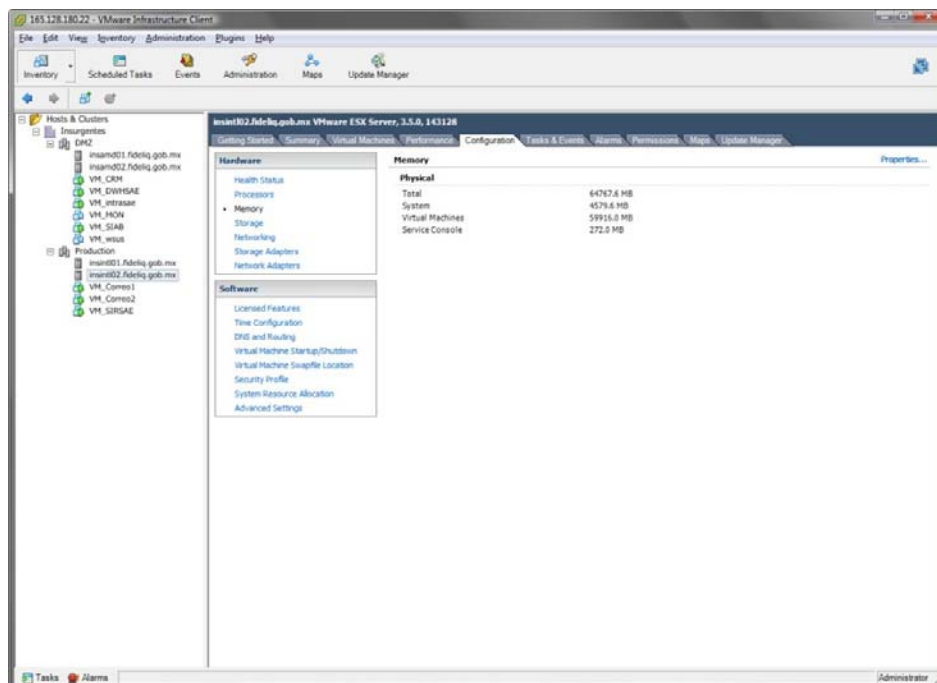 165.128.180.22 - VMware Infrastructure Client
File Edit View Inventory Administration Plugins Help
Inventory Scheduled Tasks Events Administration Maps Update Manager
Hosts & Clusters
Insurgentes
DMZ
insamd01.fideliq.gob.mx
insamd02.fideliq.gob.mx
VM_CRM
VM_DWHSAE
VM_intrasae
VM_MON
VM_SIAB
VM_wsus
Production
insintl01.fideliq.gob.mx
insintl02.fideliq.gob.mx
VM_Correo1
VM_Correo2
VM_SIRSAE
insintl02.fideliq.gob.mx VMware ESX Server, 3.5.0, 143128
Getting Started Summary Virtual Machines Performance Configuration Tasks & Events Alarms Permissions Maps Update Manager
Hardware
Health Status
Processors
Memory
Storage
Networking
Storage Adapters
Network Adapters
Software
Licensed Features
Time Configuration
DNS and Routing
Virtual Machine Startup/Shutdown
Virtual Machine Swapfile Location
Security Profile
System Resource Allocation
Advanced Settings
Memory Properties...
Physical
Total 64767.6 MB
System 4579.6 MB
Virtual Machines 59916.0 MB
Service Console 272.0 MB
Tasks Alarms Administrator